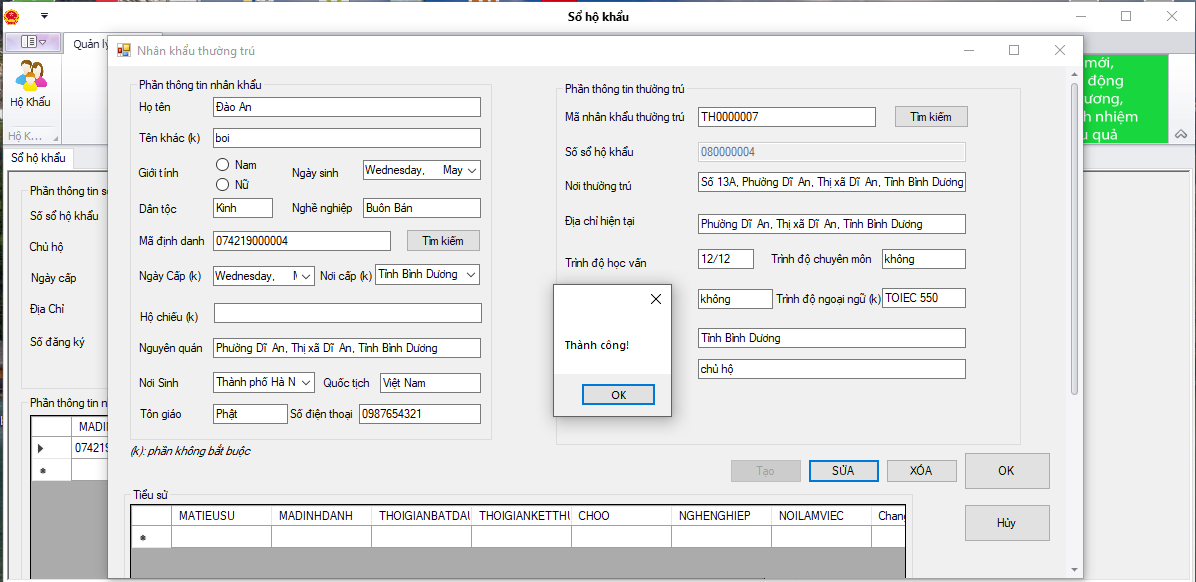 Sổ hộ khẩu
Quản lý
Hộ Khẩu
Hộ K...
Sổ hộ khẩu
mới,
động
ương,
h nhiệm
u quả
Phần thông tin s
Số sổ hộ khẩu
Chủ hộ
Ngày cấp
Địa Chỉ
Số đăng ký
Phần thông tin n
MADIN
07421
Nhân khẩu thường trú
Phần thông tin nhân khẩu
Họ tên Đào An
Tên khác (k) boi
Giới tính Nam Nữ Ngày sinh Wednesday, May
Dân tộc Kinh Nghề nghiệp Buôn Bán
Mã định danh 074219000004 Tìm kiếm
Ngày Cấp (k) Wednesday, M Nơi cấp (k) Tỉnh Bình Dương
Hộ chiếu (k)
Nguyên quán Phường Dĩ An, Thị xã Dĩ An, Tỉnh Bình Dương
Nơi Sinh Thành phố Hà N Quốc tịch Việt Nam
Tôn giáo Phật Số điện thoại 0987654321
(k): phần không bắt buộc
Phần thông tin thường trú
Mã nhân khẩu thường trú TH0000007 Tìm kiếm
Số sổ hộ khẩu 080000004
Nơi thường trú Số 13A, Phường Dĩ An, Thị xã Dĩ An, Tỉnh Bình Dương
Địa chỉ hiện tại Phường Dĩ An, Thị xã Dĩ An, Tỉnh Bình Dương
Trình độ học vấn 12/12 Trình độ chuyên môn không
không Trình độ ngoại ngữ (k) TOIEC 550
Tỉnh Bình Dương
chủ hộ
Thành công!
OK
Tạo SỬA XÓA OK
Hủy
Tiểu sử
MATIEUSU MADINHDANH THOIGIANBATDAU THOIGIANKETTHU CHOO NGHENGHIEP NOILAMVIEC Chang